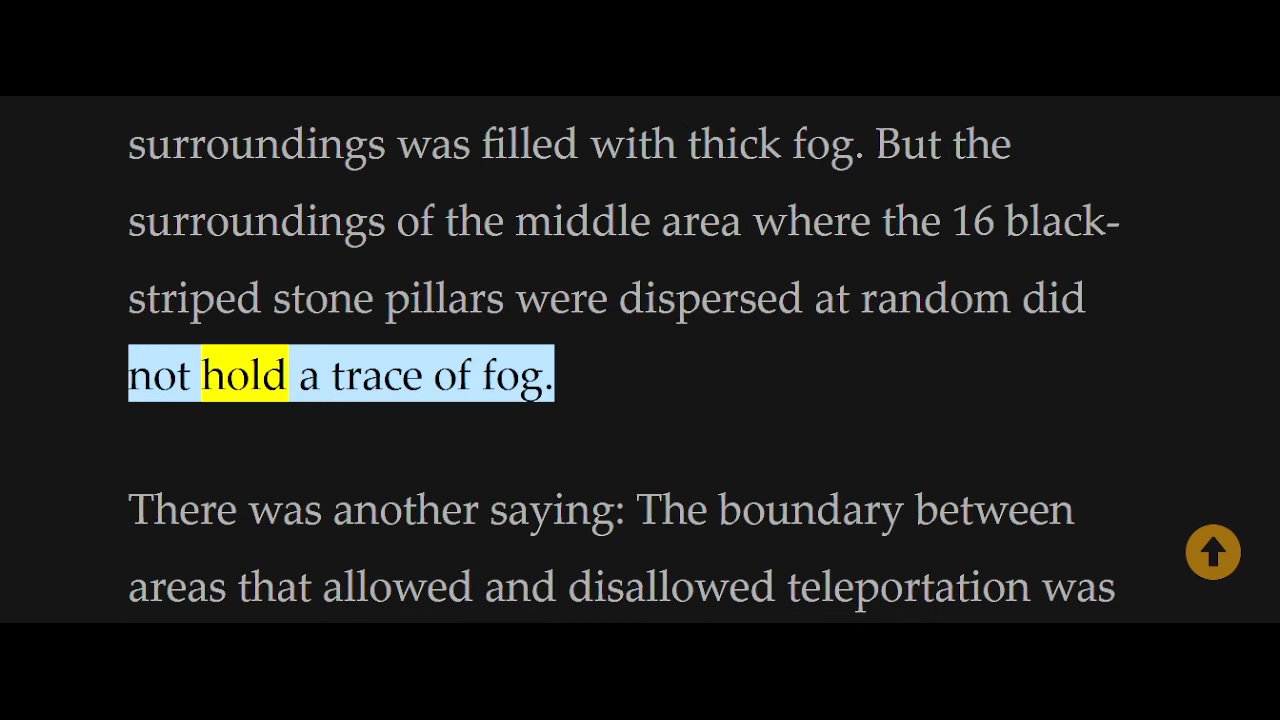 surroundings was filled with thick fog. But the
surroundings of the middle area where the 16 black-
striped stone pillars were dispersed at random did
not hold a trace of fog.
There was another saying: The boundary between
areas that allowed and disallowed teleportation was